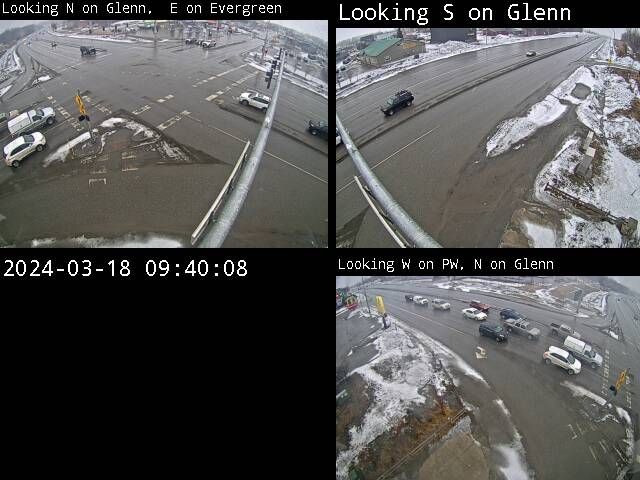 Looking N on Glenn,  E on Evergreen
Looking S on Glenn
2024-03-18 09:40:08
Looking W on PW, N on Glenn